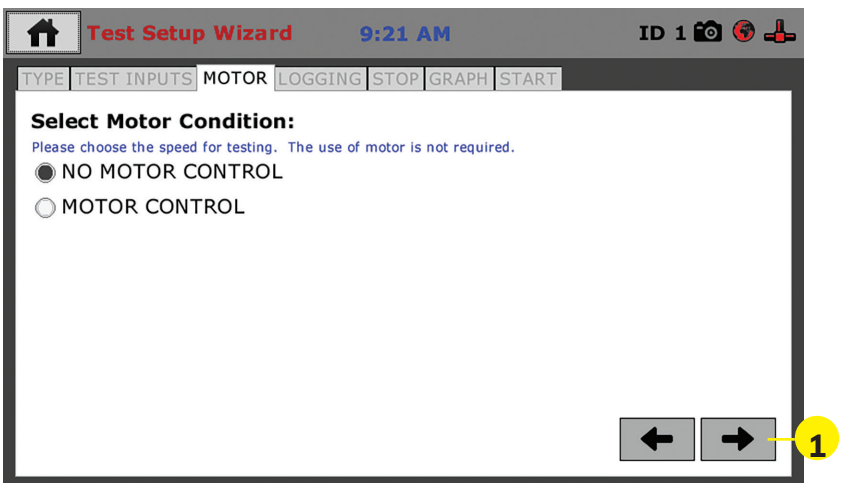 Test Setup Wizard 9:21 AM ID 1
TYPE TEST INPUTS MOTOR LOGGING STOP GRAPH START
Select Motor Condition:
Please choose the speed for testing. The use of motor is not required.
NO MOTOR CONTROL
MOTOR CONTROL
1